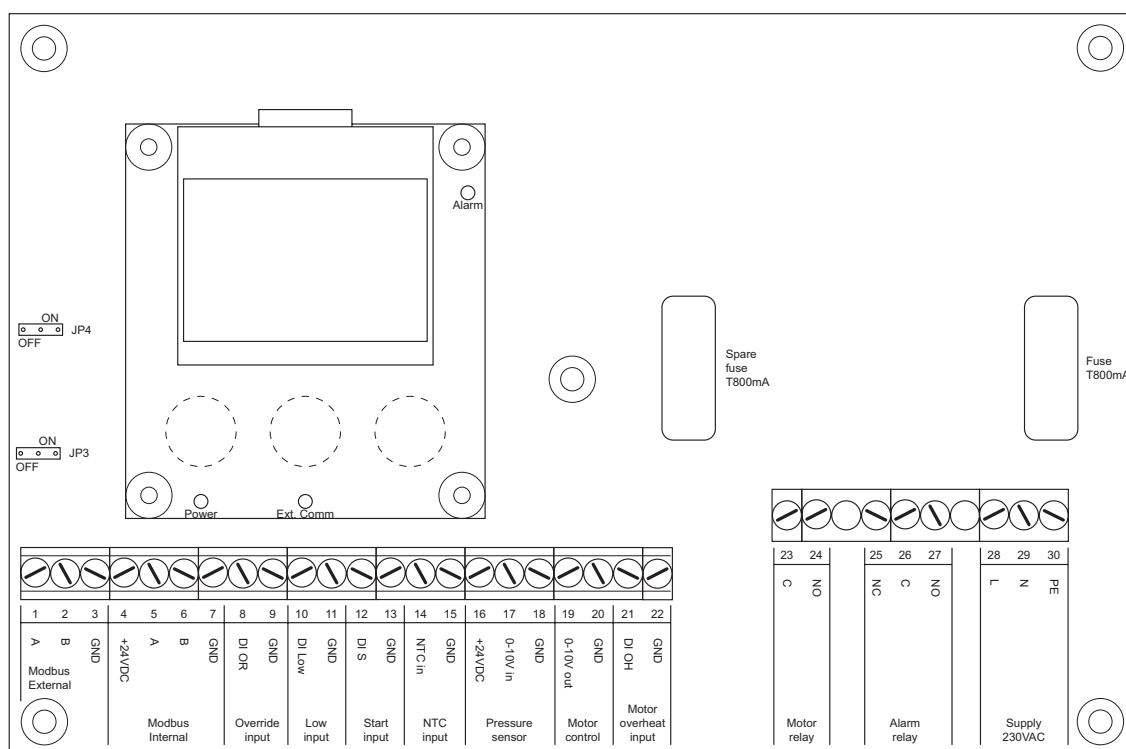 Alarm
ON
JP4
OFF
Spare
fuse
T800mA
Fuse
T800mA
ON
JP3
OFF
Power
Ext. Comm
23 24 25 26 27 28 29 30
C NO NC C NO L N PE
1 2 3 4 5 6 7 8 9 10 11 12 13 14 15 16 17 18 19 20 21 22
A B GND +24VDC A B GND DI OR GND DI Low GND DI S GND NTC in GND +24VDC 0-10V in GND 0-10V out GND DI OH GND
Modbus
External
Modbus
Internal
Override
input
Low
input
Start
input
NTC
input
Pressure
sensor
Motor
control
Motor
overheat
input
Motor
relay
Alarm
relay
Supply
230VAC